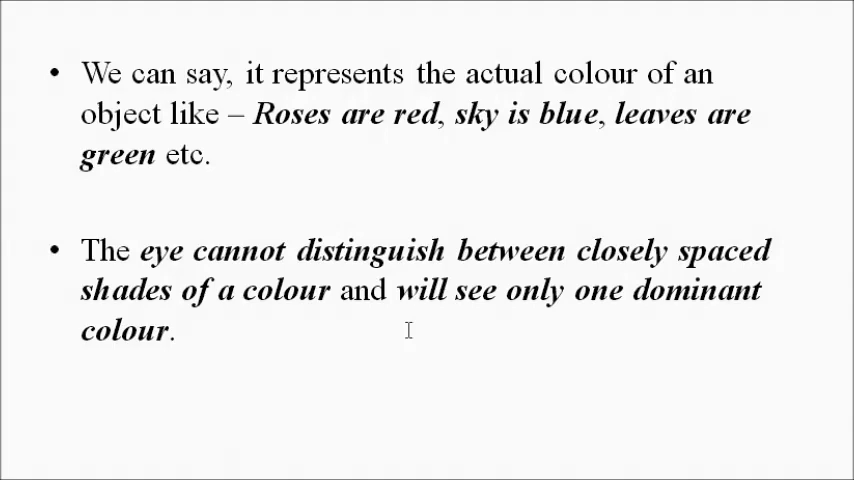 • We can say, it represents the actual colour of an
object like – Roses are red, sky is blue, leaves are
green etc.
• The eye cannot distinguish between closely spaced
shades of a colour and will see only one dominant
colour.